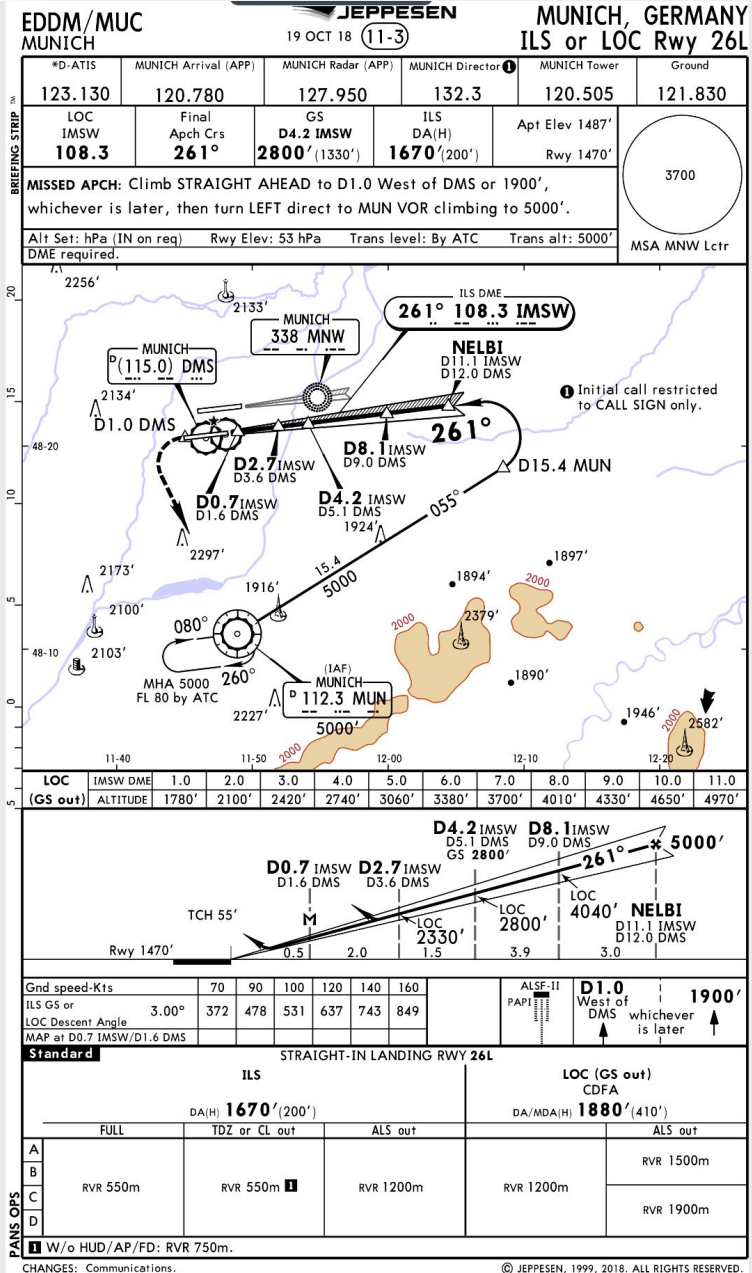 EDDM/MUC
MUNICH
JEPPESEN
19 OCT 18 11-3
MUNICH, GERMANY
ILS or LOC Rwy 26L
*D-ATIS MUNICH Arrival (APP) MUNICH Radar (APP) MUNICH Director 1 MUNICH Tower Ground
123.130 120.780 127.950 132.3 120.505 121.830
BRIEFING STRIP TM
LOC Final GS ILS
IMSW Apch Crs D4.2 IMSW DA(H)
108.3 261° 2800'(1330') 1670'(200')
Apt Elev 1487'
Rwy 1470'
3700
MSA MNW Lctr
MISSED APCH: Climb STRAIGHT AHEAD to D1.0 West of DMS or 1900',
whichever is later, then turn LEFT direct to MUN VOR climbing to 5000'.
Alt Set: hPa (IN on req) Rwy Elev: 53 hPa Trans level: By ATC Trans alt: 5000'
DME required.
2256'
2133'
ILS DME
261° 108.3 IMSW
MUNICH
338 MNW
MUNICH
D (115.0) DMS
NELBI
D11.1 IMSW
D12.0 DMS
1 Initial call restricted
to CALL SIGN only.
2134'
D1.0 DMS
261°
D8.1 IMSW
D9.0 DMS
D2.7 IMSW
D3.6 DMS
D15.4 MUN
D0.7 IMSW
D1.6 DMS
D4.2 IMSW
D5.1 DMS
055°
1924'
2297'
15.4
5000
1897'
2173'
1894'
2000
1916'
2100'
2379'
2000
080°
2103'
260°
MHA 5000
FL 80 by ATC
(IAF)
MUNICH
D 112.3 MUN
5000'
1890'
2227'
1946'
2000
2582'
2000
20
15
48-20
10
5
48-10
0
5
11-40 11-50 12-00 12-10 12-20
LOC IMSW DME 1.0 2.0 3.0 4.0 5.0 6.0 7.0 8.0 9.0 10.0 11.0
(GS out) ALTITUDE 1780' 2100' 2420' 2740' 3060' 3380' 3700' 4010' 4330' 4650' 4970'
D4.2 IMSW D8.1 IMSW
D5.1 DMS D9.0 DMS
GS 2800'
261° 5000'
D0.7 IMSW D2.7 IMSW
D1.6 DMS D3.6 DMS
TCH 55'
M
LOC
2330'
LOC
2800'
LOC
4040'
NELBI
D11.1 IMSW
D12.0 DMS
Rwy 1470'
0.5 2.0 1.5 3.9 3.0
Gnd speed-Kts 70 90 100 120 140 160
ILS GS or
LOC Descent Angle 3.00° 372 478 531 637 743 849
MAP at D0.7 IMSW/D1.6 DMS
ALSF-II
PAPI
D1.0
West of
DMS
whichever
is later
1900'
Standard STRAIGHT-IN LANDING RWY 26L
ILS LOC (GS out)
CDFA
DA(H) 1670'(200') DA/MDA(H) 1880'(410')
FULL TDZ or CL out ALS out ALS out
A
B
C
D
RVR 550m RVR 550m 1 RVR 1200m RVR 1200m
RVR 1500m
RVR 1900m
PANS OPS
1 W/o HUD/AP/FD: RVR 750m.
CHANGES: Communications. © JEPPESEN, 1999, 2018. ALL RIGHTS RESERVED.